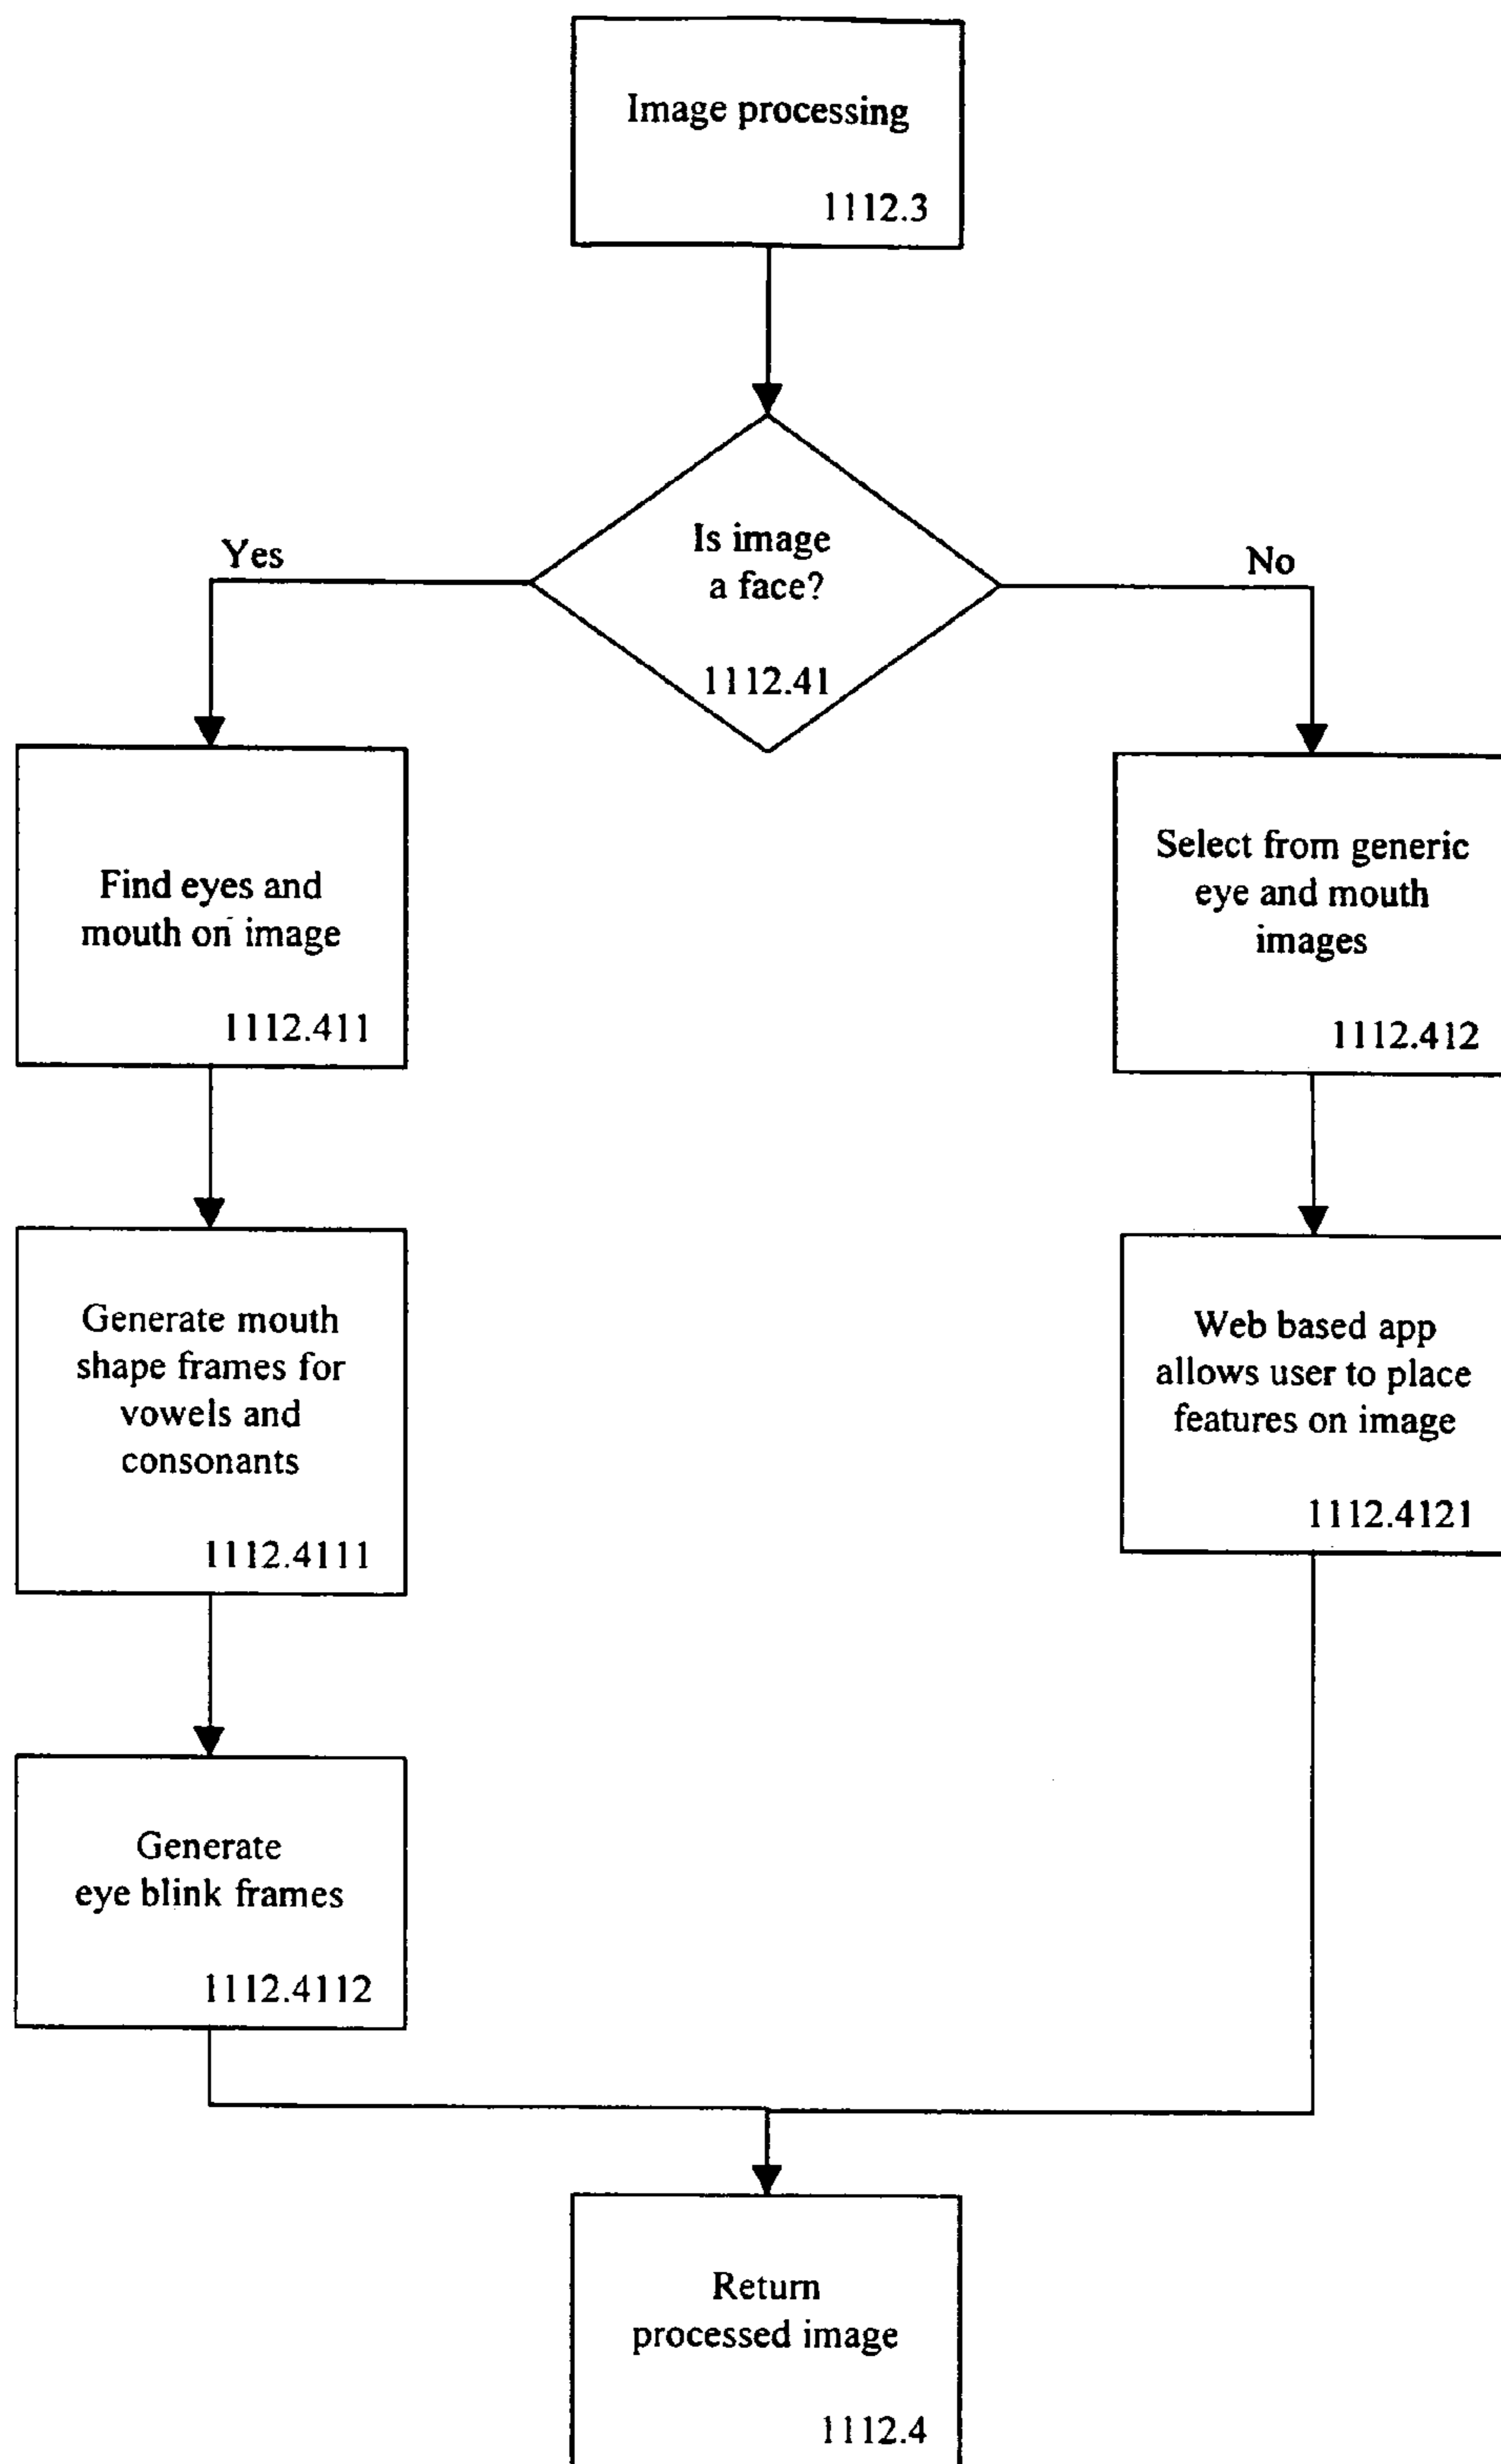 Image processing
1112.3
Is image
a face?
1112.41
Yes
No
Find eyes and
mouth on image
1112.411
Select from generic
eye and mouth
images
1112.412
Generate mouth
shape frames for
vowels and
consonants
1112.4111
Web based app
allows user to place
features on image
1112.4121
Generate
eye blink frames
1112.4112
Return
processed image
1112.4